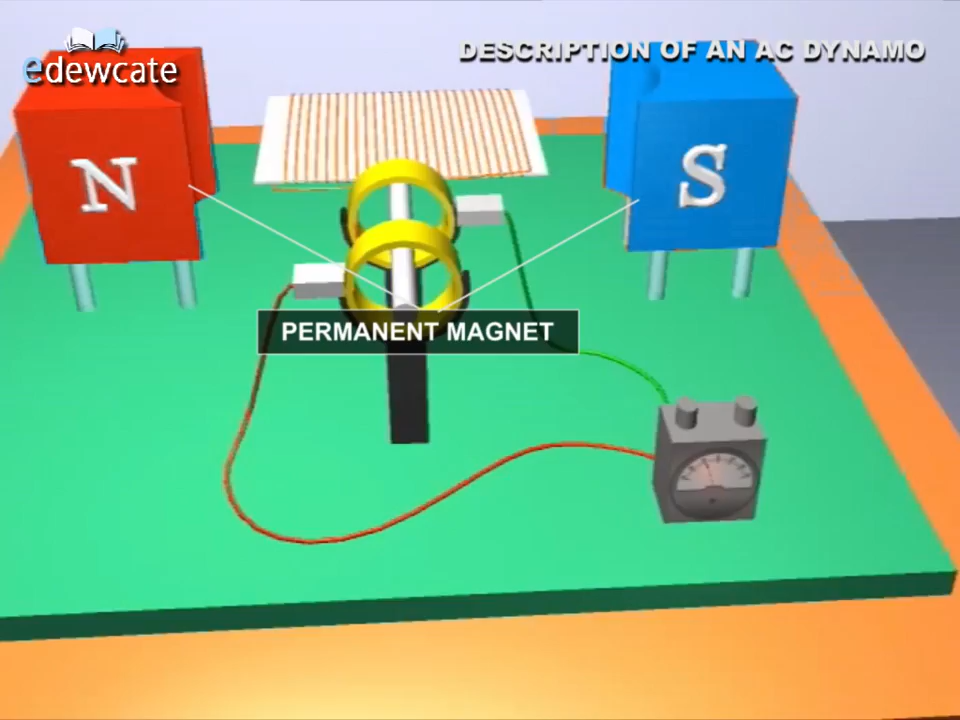 DESCRIPTION OF AN AC DYNAMO
edewcate
N
S
PERMANENT MAGNET